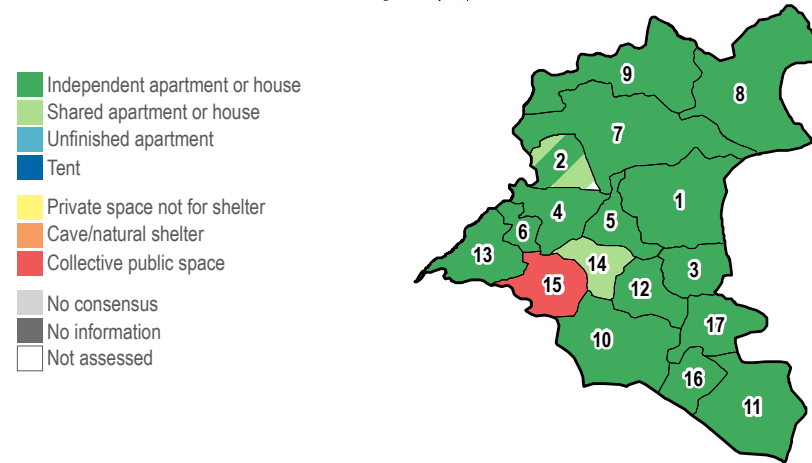 Independent apartment or house
Shared apartment or house
Unfinished apartment
Tent
Private space not for shelter
Cave/natural shelter
Collective public space
No consensus
No information
Not assessed
9
8
7
2
1
4
5
6
13
14
3
15
12
17
10
16
11